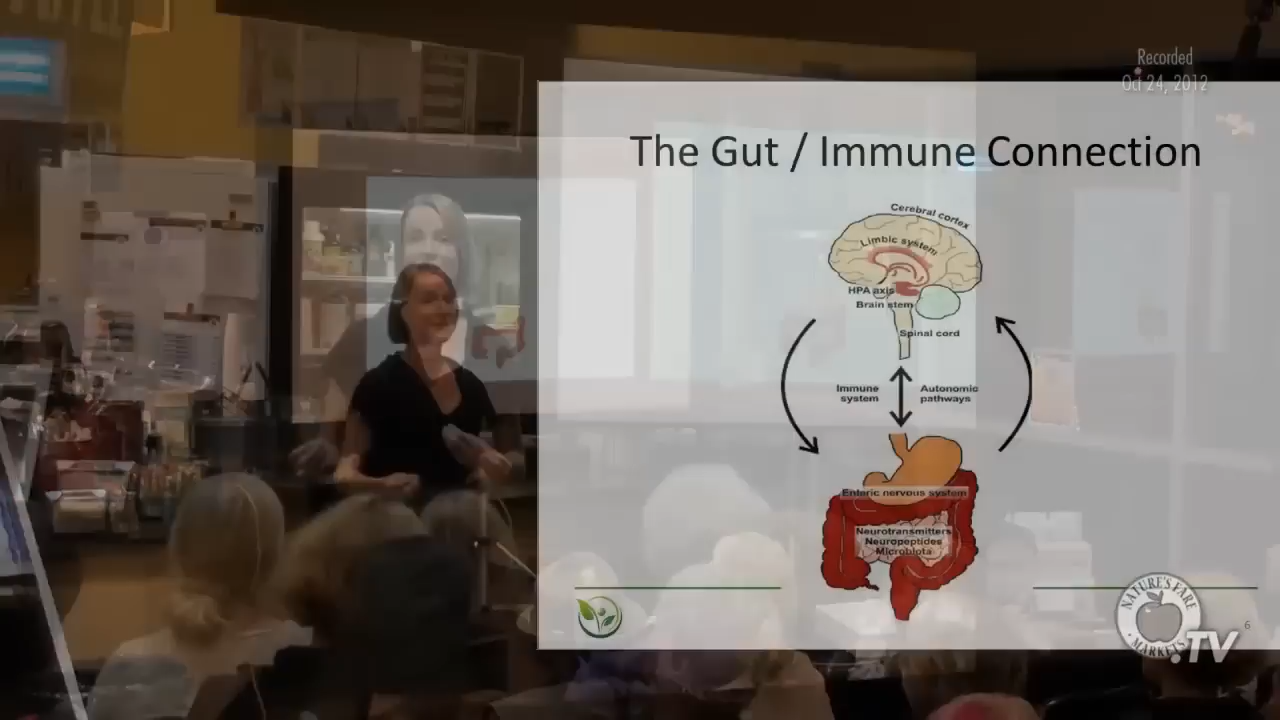 Recorded
Oct 24, 2012
The Gut / Immune Connection
Cerebral cortex
Limbic system
HPA axis
Brain stem
Spinal cord
Immune
system
Autonomic
pathways
Enteric nervous system
Neurotransmitters
Neuropeptides
Microbiota
NATURE'S FARE
MARKETS
.TV
6